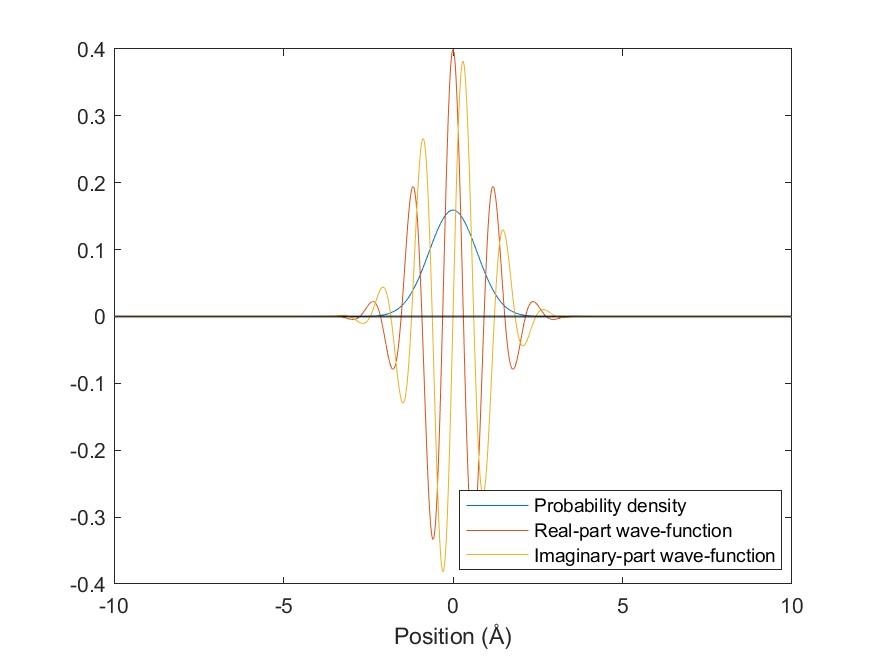 0.4
0.3
0.2
0.1
0
-0.1
-0.2
-0.3
-0.4
Probability density
Real-part wave-function
Imaginary-part wave-function
-10 -5 0 5 10
Position (Å)